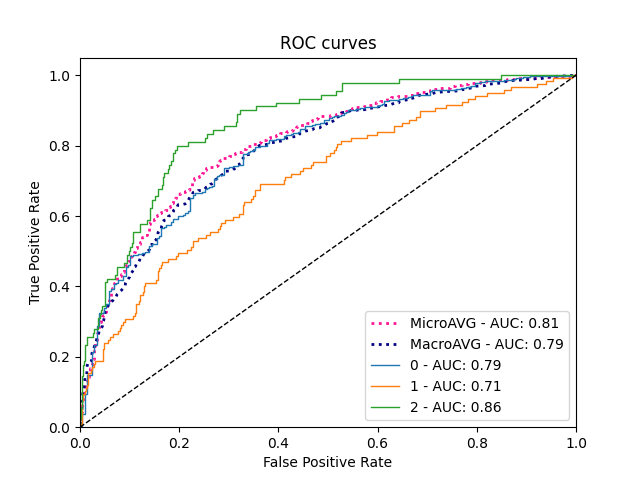 ROC curves
True Positive Rate
1.0
0.8
0.6
0.4
0.2
0.0
MicroAVG - AUC: 0.81
MacroAVG - AUC: 0.79
0 - AUC: 0.79
1 - AUC: 0.71
2 - AUC: 0.86
0.0 0.2 0.4 0.6 0.8 1.0
False Positive Rate